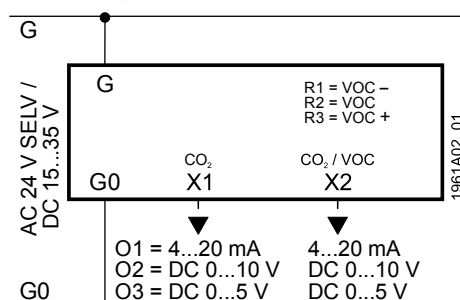 G
AC 24 V SELV /
DC 15...35 V
G
R1 = VOC –
R2 = VOC
R3 = VOC +
CO₂
CO₂ / VOC
G0
X1
X2
1961A02_01
O1 = 4...20 mA
4...20 mA
O2 = DC 0...10 V
DC 0...10 V
G0
O3 = DC 0...5 V
DC 0...5 V